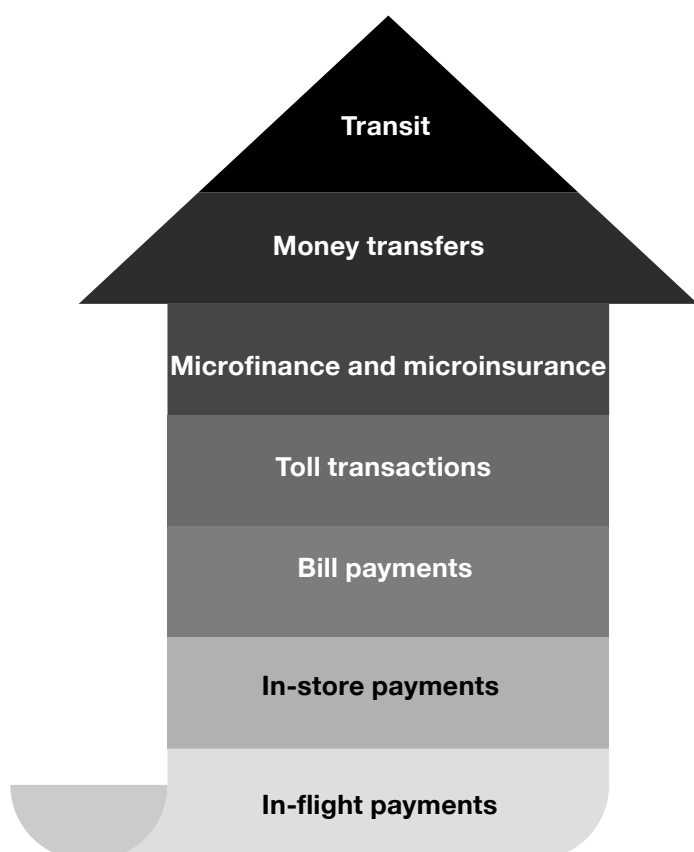 Transit
Money transfers
Microfinance and microinsurance
Toll transactions
Bill payments
In-store payments
In-flight payments